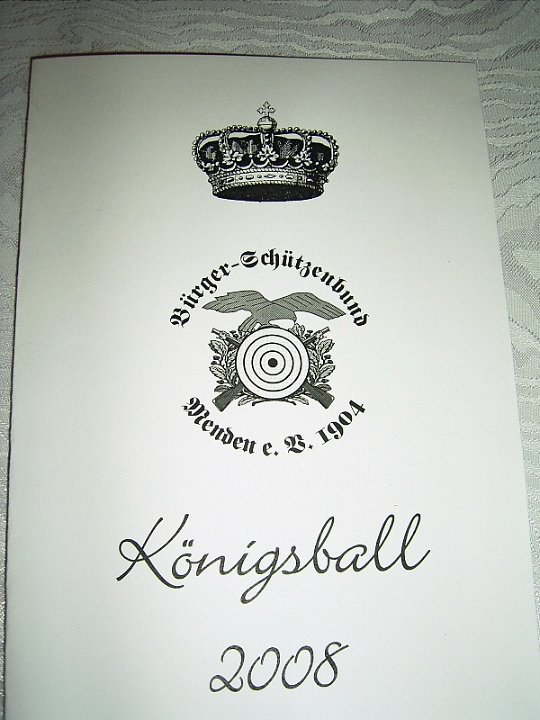 Bürger-Schützenbund
Menden e. V. 1904
Königsball
2008